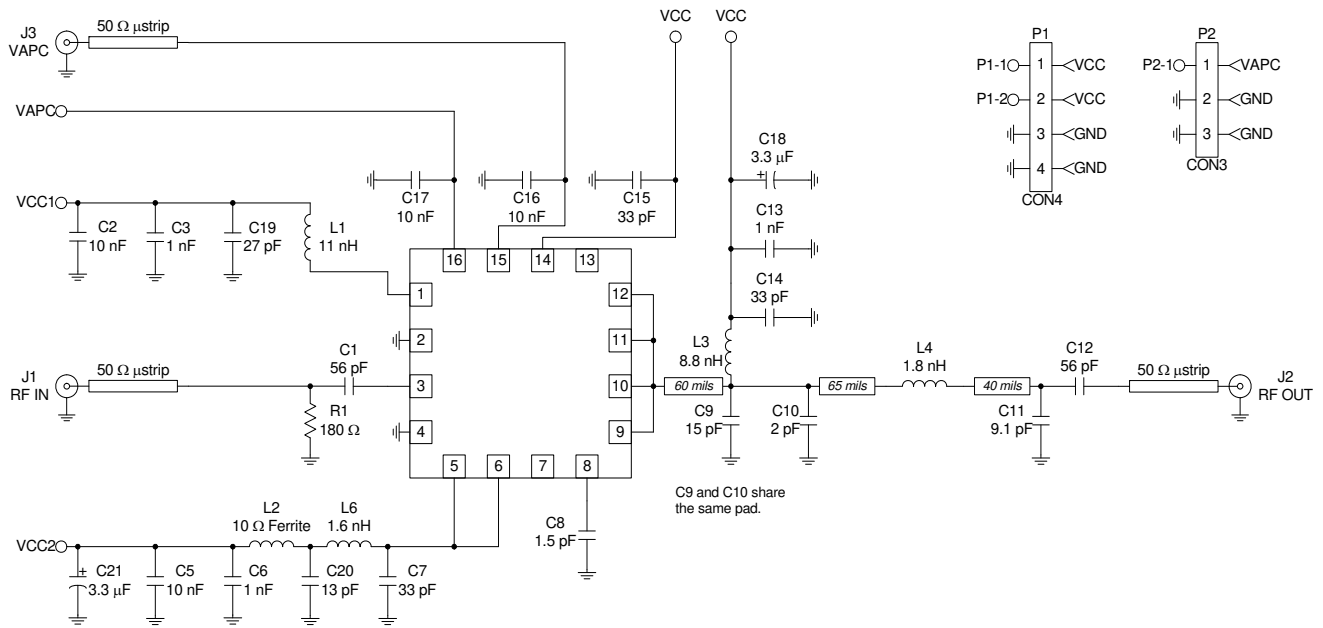 J3
VAPC
50 Ω µstrip
VCC
VCC
P1
P1-1
1
VCC
P1-2
2
VCC
3
GND
4
GND
CON4
P2
P2-1
1
VAPC
2
GND
3
GND
CON3
VAPC
C17
10 nF
C16
10 nF
C15
33 pF
C18
3.3 µF
+
C13
1 nF
C14
33 pF
VCC1
C2
10 nF
C3
1 nF
C19
27 pF
L1
11 nH
16
15
14
13
1
2
3
4
12
11
10
9
5
6
7
8
J1
RF IN
50 Ω µstrip
C1
56 pF
R1
180 Ω
60 mils
L3
8.8 nH
C9
15 pF
C10
2 pF
65 mils
L4
1.8 nH
40 mils
C11
9.1 pF
C12
56 pF
50 Ω µstrip
J2
RF OUT
C9 and C10 share
the same pad.
C8
1.5 pF
VCC2
+
C21
3.3 µF
C5
10 nF
C6
1 nF
L2
10 Ω Ferrite
L6
1.6 nH
C20
13 pF
C7
33 pF